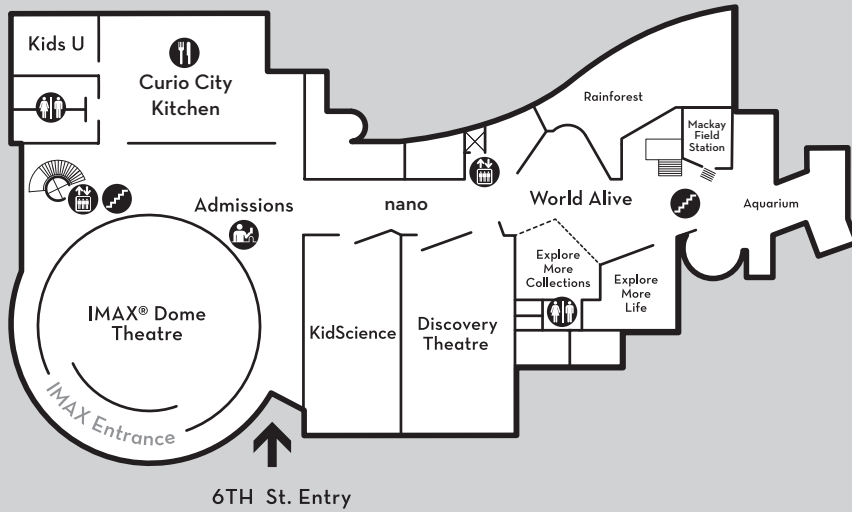 Kids U
Curio City
Kitchen
Rainforest
Mackay
Field
Station
Admissions
nano
World Alive
Aquarium
Explore
More
Collections
Explore
More
Life
IMAX® Dome
Theatre
KidScience
Discovery
Theatre
IMAX Entrance
6TH St. Entry